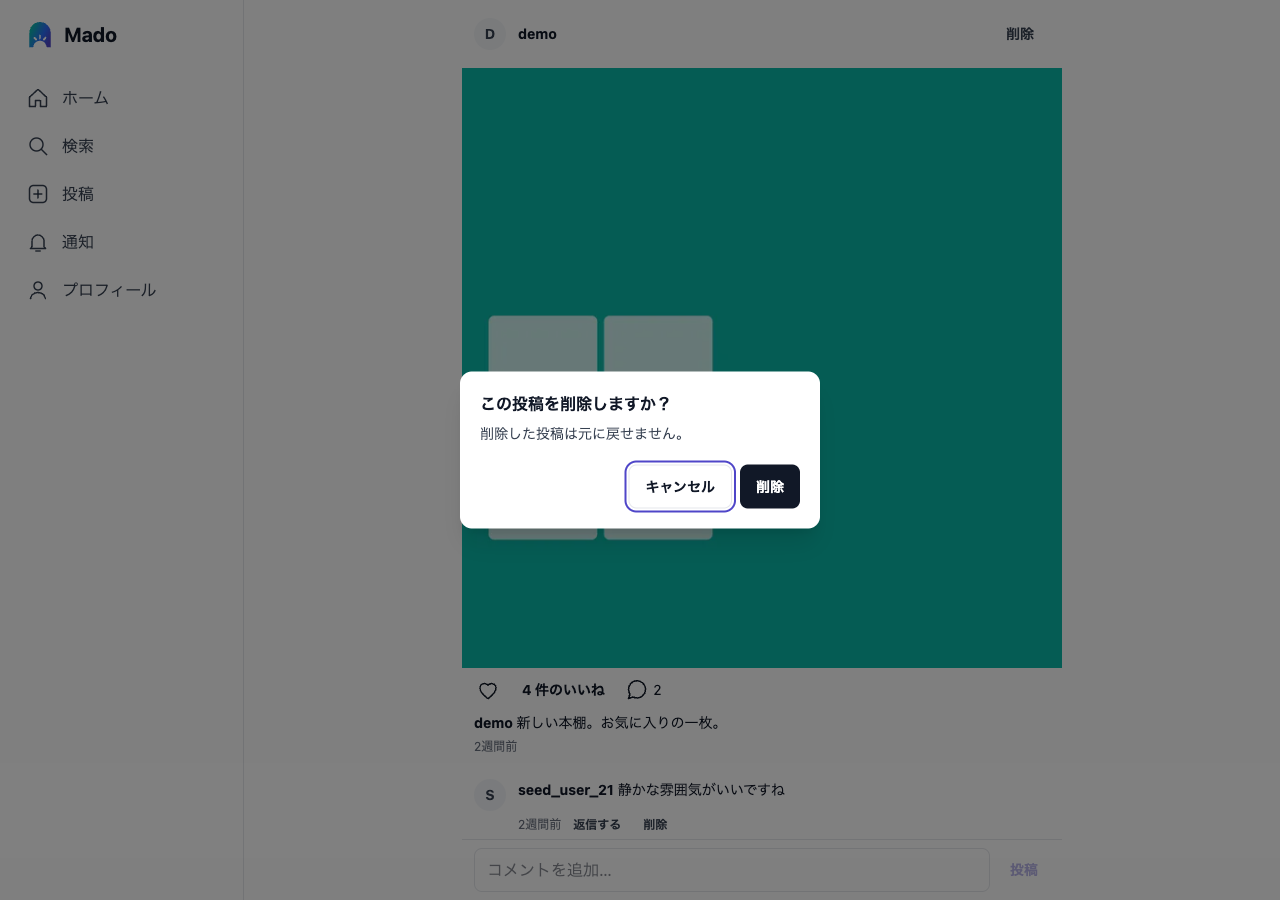 Mado
ホーム
検索
投稿
通知
プロフィール
D demo 削除
この投稿を削除しますか？
削除した投稿は元に戻せません。
キャンセル 削除
4 件のいいね 2
demo 新しい本棚。お気に入りの一枚。
2週間前
S seed_user_21 静かな雰囲気がいいですね
2週間前 返信する 削除
コメントを追加... 投稿